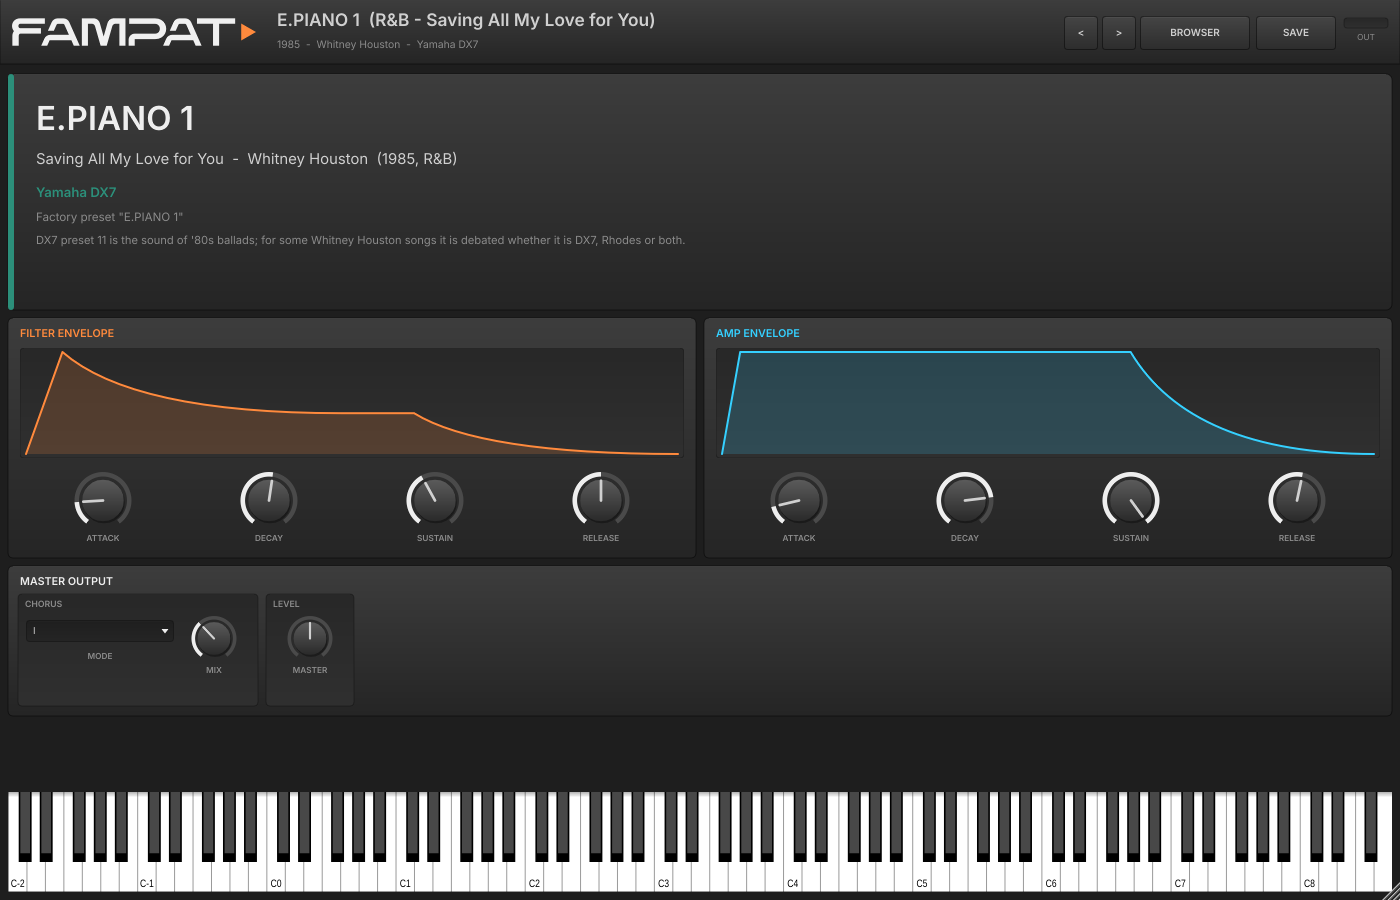 FAMPAT
E.PIANO 1 (R&B - Saving All My Love for You)
1985 - Whitney Houston - Yamaha DX7
<
>
BROWSER
SAVE
OUT
E.PIANO 1
Saving All My Love for You - Whitney Houston (1985, R&B)
Yamaha DX7
Factory preset "E.PIANO 1"
DX7 preset 11 is the sound of '80s ballads; for some Whitney Houston songs it is debated whether it is DX7, Rhodes or both.
FILTER ENVELOPE
ATTACK DECAY SUSTAIN RELEASE
AMP ENVELOPE
ATTACK DECAY SUSTAIN RELEASE
MASTER OUTPUT
CHORUS
I
MODE
MIX
LEVEL
MASTER
C-2 C-1 C0 C1 C2 C3 C4 C5 C6 C7 C8